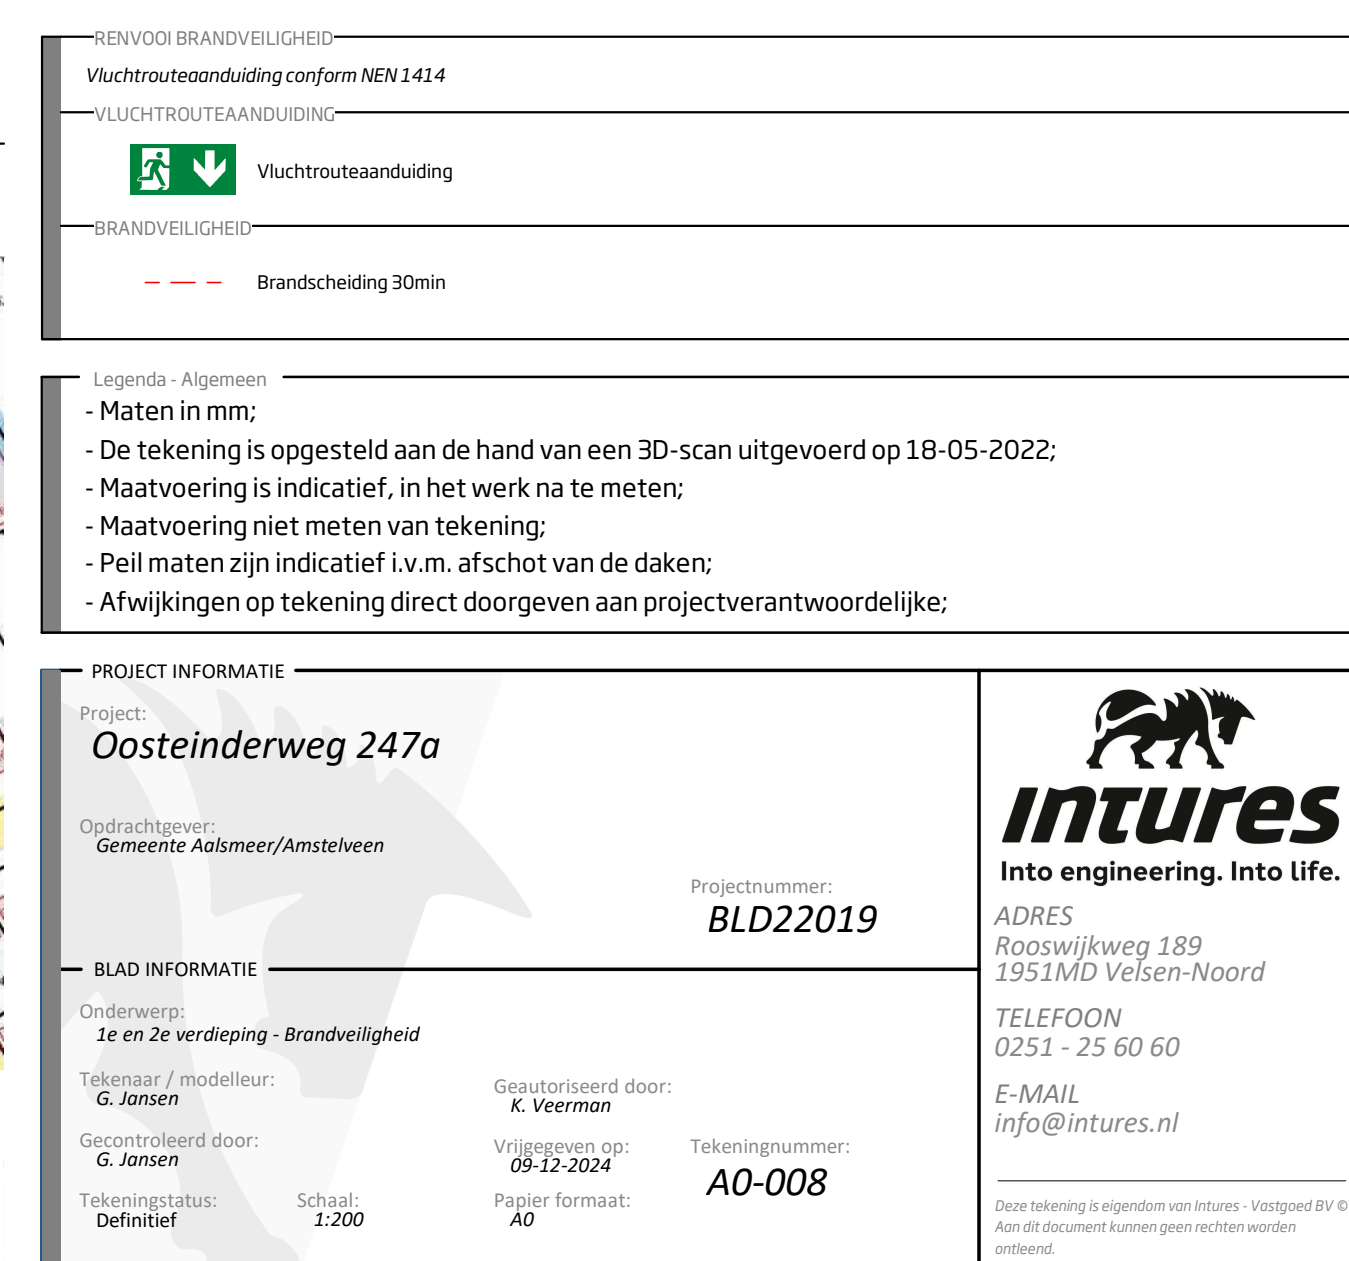 RENVOOI BRANDVEILIGHEID
Vluchtrouteaanduiding conform NEN 1414
VLUCHTROUTEAANDUIDING
Vluchtrouteaanduiding
BRANDVEILIGHEID
Brandscheiding 30min
Legenda - Algemeen
- Maten in mm;
- De tekening is opgesteld aan de hand van een 3D-scan uitgevoerd op 18-05-2022;
- Maatvoering is indicatief, in het werk na te meten;
- Maatvoering niet meten van tekening;
- Peil maten zijn indicatief i.v.m. afschot van de daken;
- Afwijkingen op tekening direct doorgeven aan projectverantwoordelijke;
PROJECT INFORMATIE
Project:
Oosteinderweg 247a
Opdrachtgever:
Gemeente Aalsmeer/Amstelveen
Projectnummer:
BLD22019
BLAD INFORMATIE
Onderwerp:
1e en 2e verdieping - Brandveiligheid
Tekenaar / modelleur:
G. Jansen
Geautoriseerd door:
K. Veerman
Gecontroleerd door:
G. Jansen
Vrijgegeven op:
09-12-2024
Tekeningnummer:
A0-008
Tekeningstatus:
Definitief
Schaal:
1:200
Papier formaat:
A0
Intures
Into engineering. Into life.
ADRES
Rooswijkweg 189
1951MD Velsen-Noord
TELEFOON
0251 - 25 60 60
E-MAIL
info@intures.nl
Deze tekening is eigendom van Intures - Vastgoed BV ©
Aan dit document kunnen geen rechten worden
ontleend.